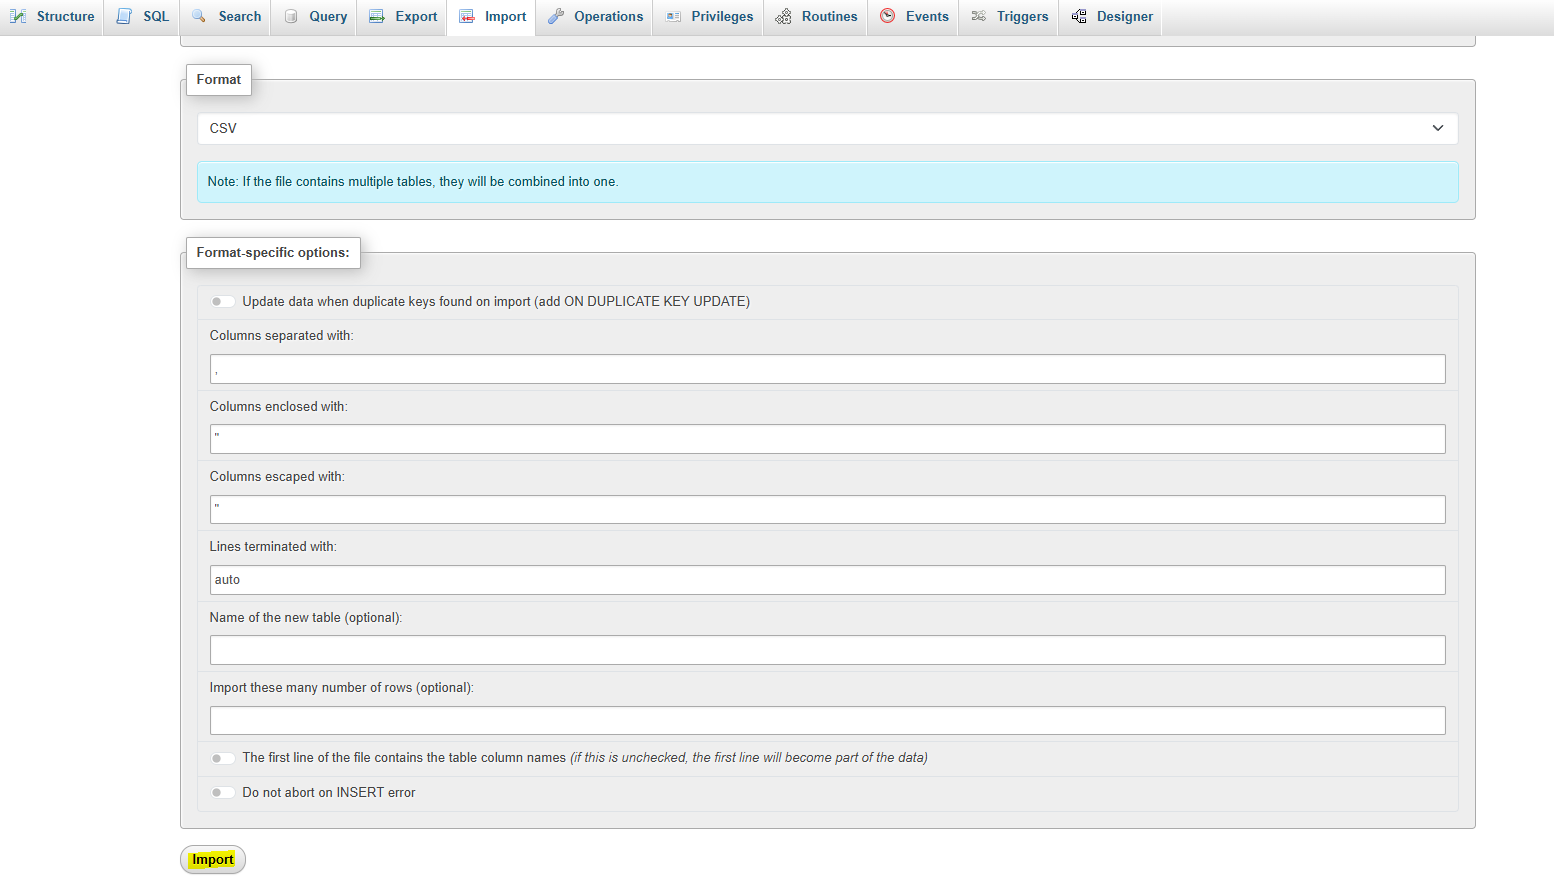 Structure SQL Search Query Export Import Operations Privileges Routines Events Triggers Designer
Format
CSV
Note: If the file contains multiple tables, they will be combined into one.
Format-specific options:
Update data when duplicate keys found on import (add ON DUPLICATE KEY UPDATE)
Columns separated with:
,
Columns enclosed with:
"
Columns escaped with:
"
Lines terminated with:
auto
Name of the new table (optional):
Import these many number of rows (optional):
The first line of the file contains the table column names (if this is unchecked, the first line will become part of the data)
Do not abort on INSERT error
Import